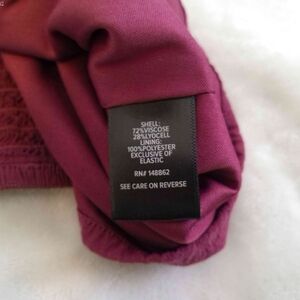 SHELL:
72%VISCOSE
28%LYOCELL
LINING:
100%POLYESTER
EXCLUSIVE OF
ELASTIC
RN# 148862
SEE CARE ON REVERSE